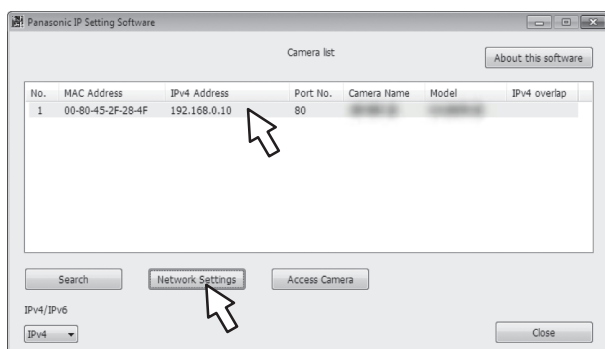 Panasonic IP Setting Software
Camera list
About this software
No. MAC Address IPv4 Address Port No. Camera Name Model IPv4 overlap
1 00-80-45-2F-28-4F 192.168.0.10 80
Search Network Settings Access Camera
IPv4/IPv6
IPv4 Close